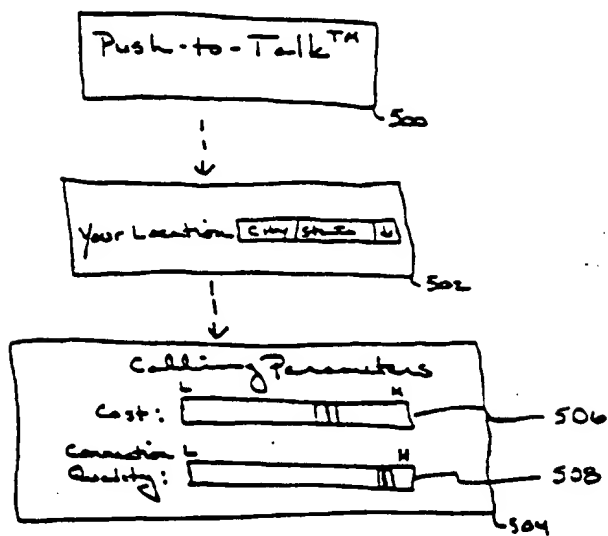 Push-to-Talk™
500
Your Location City State ↓
502
Calling Parameters
L H
Cost: 506
Connection L H
Quality: 508
504